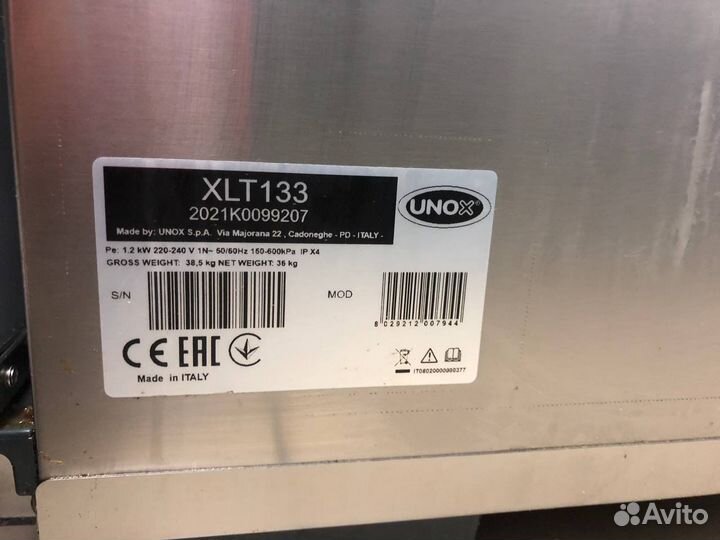 XLT133
2021K0099207
Made by: UNOX S.p.A. Via Majorana 22 , Cadoneghe - PD - ITALY -
UNOX
Pe: 1.2 kW 220-240 V 1N~ 50/60Hz 150-600kPa IP X4
GROSS WEIGHT: 38,5 kg NET WEIGHT: 36 kg
S/N
MOD
8 029212 007944
CE EAC
Made in ITALY
IT08020000000377
Avito